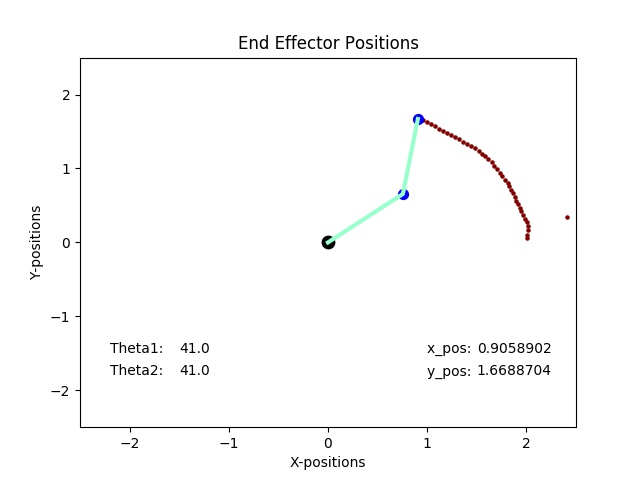 End Effector Positions
2
1
0
−1
−2
Y-positions
Theta1: 41.0
Theta2: 41.0
x_pos: 0.9058902
y_pos: 1.6688704
−2 −1 0 1 2
X-positions